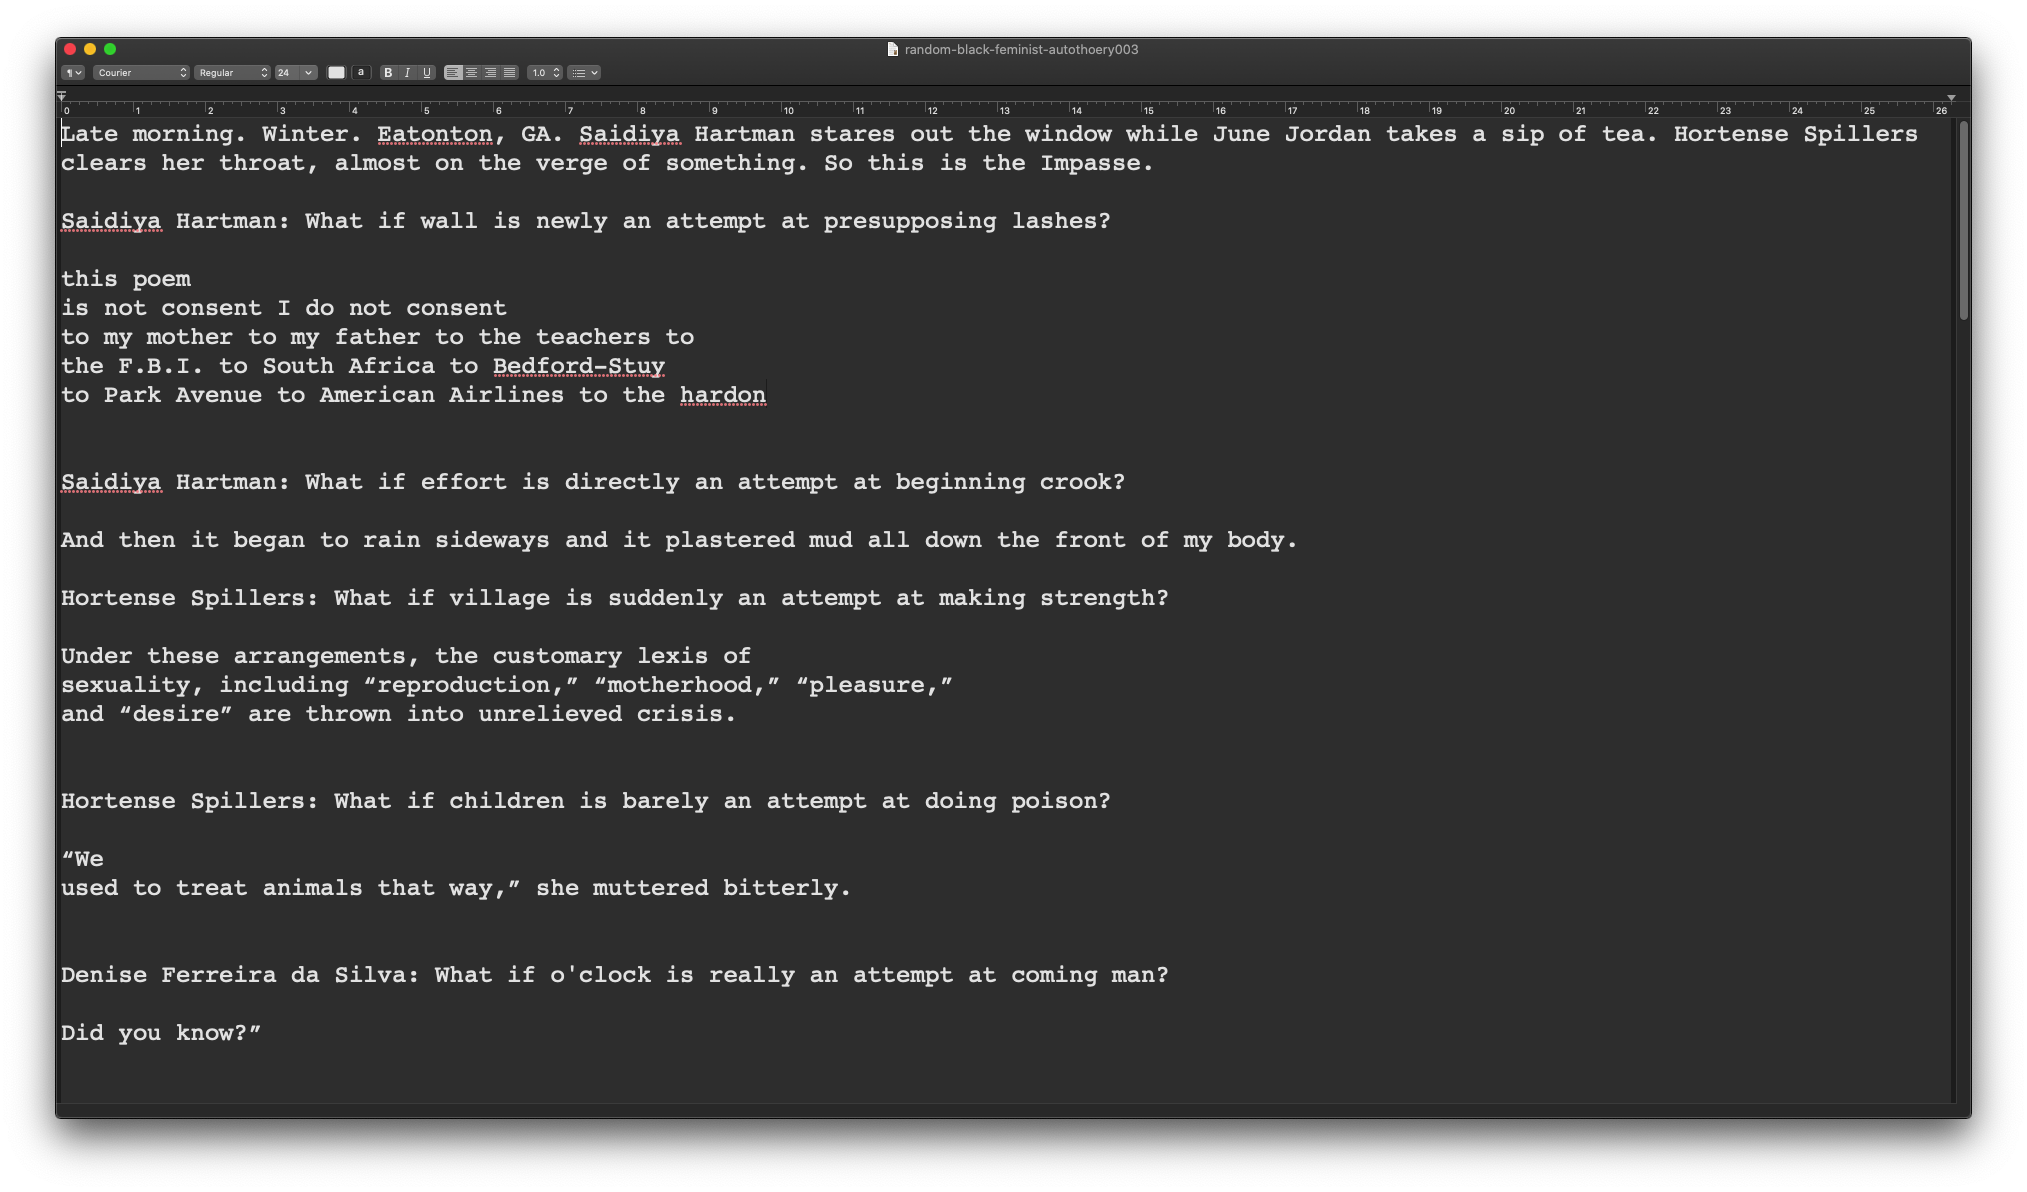 random-black-feminist-autothoery003
¶ Courier Regular 24 a B I U 1.0
0 1 2 3 4 5 6 7 8 9 10 11 12 13 14 15 16 17 18 19 20 21 22 23 24 25 26
Late morning. Winter. Eatonton, GA. Saidiya Hartman stares out the window while June Jordan takes a sip of tea. Hortense Spillers
clears her throat, almost on the verge of something. So this is the Impasse.
Saidiya Hartman: What if wall is newly an attempt at presupposing lashes?
this poem
is not consent I do not consent
to my mother to my father to the teachers to
the F.B.I. to South Africa to Bedford-Stuy
to Park Avenue to American Airlines to the hardon
Saidiya Hartman: What if effort is directly an attempt at beginning crook?
And then it began to rain sideways and it plastered mud all down the front of my body.
Hortense Spillers: What if village is suddenly an attempt at making strength?
Under these arrangements, the customary lexis of
sexuality, including “reproduction,” “motherhood,” “pleasure,”
and “desire” are thrown into unrelieved crisis.
Hortense Spillers: What if children is barely an attempt at doing poison?
“We
used to treat animals that way,” she muttered bitterly.
Denise Ferreira da Silva: What if o'clock is really an attempt at coming man?
Did you know?”